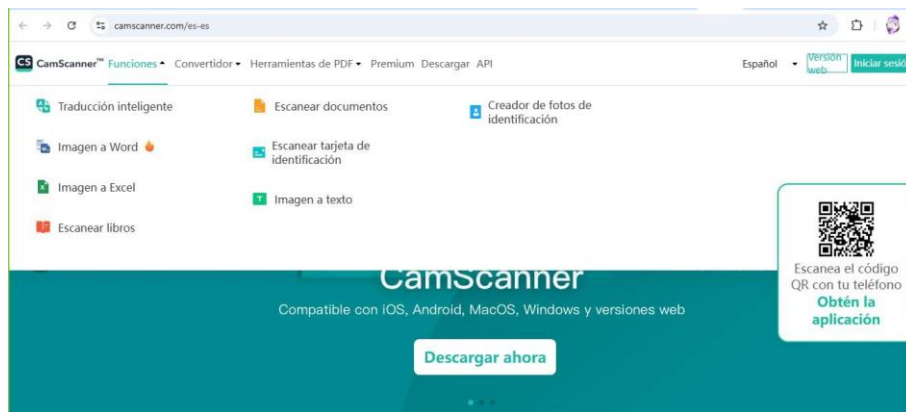 camscanner.com/es-es
CS CamScanner™ Funciones Convertidor Herramientas de PDF Premium Descargar API Español Versión web Iniciar sesió
Traducción inteligente
Imagen a Word
Imagen a Excel
Escanear libros
Escanear documentos
Escanear tarjeta de
identificación
Imagen a texto
Creador de fotos de
identificación
CamScanner
Compatible con iOS, Android, MacOS, Windows y versiones web
Descargar ahora
Escanea el código
QR con tu teléfono
Obtén la
aplicación